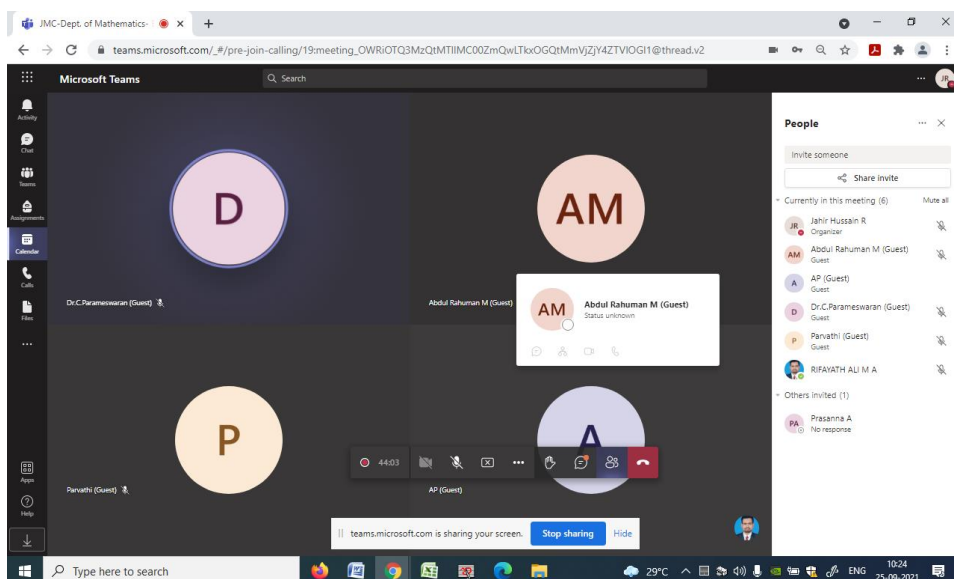 JMC-Dept. of Mathematics-
teams.microsoft.com/_#/pre-join-calling/19:meeting_OWRiOTQ3MzQtMTllMC00ZmQwLTkxOGQtMmVjZjY4ZTVlOGI1@thread.v2
Microsoft Teams
Search
JR
Activity
Chat
Teams
Assignments
Calendar
Calls
Files
Apps
Help
D
Dr.C.Parameswaran (Guest)
AM
Abdul Rahuman M (Guest)
AM
Abdul Rahuman M (Guest)
Status unknown
P
Parvathi (Guest)
A
AP (Guest)
44:03
teams.microsoft.com is sharing your screen.
Stop sharing
Hide
People
Invite someone
Share invite
Currently in this meeting (6)
Mute all
JR
Jahir Hussain R
Organizer
AM
Abdul Rahuman M (Guest)
Guest
A
AP (Guest)
Guest
D
Dr.C.Parameswaran (Guest)
Guest
P
Parvathi (Guest)
Guest
RIFAYATH ALI M A
Others invited (1)
PA
Prasanna A
No response
Type here to search
29°C
ENG
10:24
25-09-2021